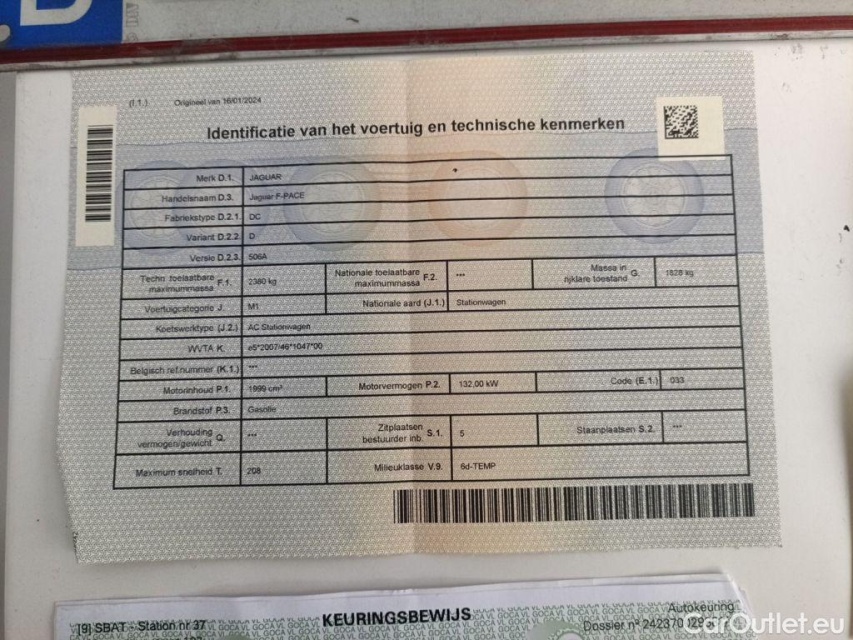 (I.1.) Origineel van 16/01/2024
Identificatie van het voertuig en technische kenmerken
Merk D.1. JAGUAR
Handelsnaam D.3. Jaguar F-PACE
Fabriekstype D.2.1. DC
Variant D.2.2. D
Versie D.2.3. 506A
Techn toelaatbare maximummassa F.1. 2380 kg Nationale toelaatbare maximummassa F.2. *** Massa in rijklare toestand G. 1828 kg
Voertuigcategorie J. M1 Nationale aard (J.1.) Stationwagen
Koetswerktype (J.2.) AC Stationwagen
WVTA K. e5*2007/46*1047*00
Belgisch ref.nummer (K.1.) ***
Motorinhoud P.1. 1999 cm³ Motorvermogen P.2. 132,00 kW Code (E.1.) 033
Brandstof P.3. Gasolie
Verhouding vermogen/gewicht Q. *** Zitplaatsen bestuurder inb. S.1. 5 Staanplaatsen S.2. ***
Maximum snelheid T. 208 Milieuklasse V.9. 6d-TEMP
[9] SBAT - Station nr 37 KEURINGSBEWIJS Autokeuring
Dossier n° 242370
CarOutlet.eu